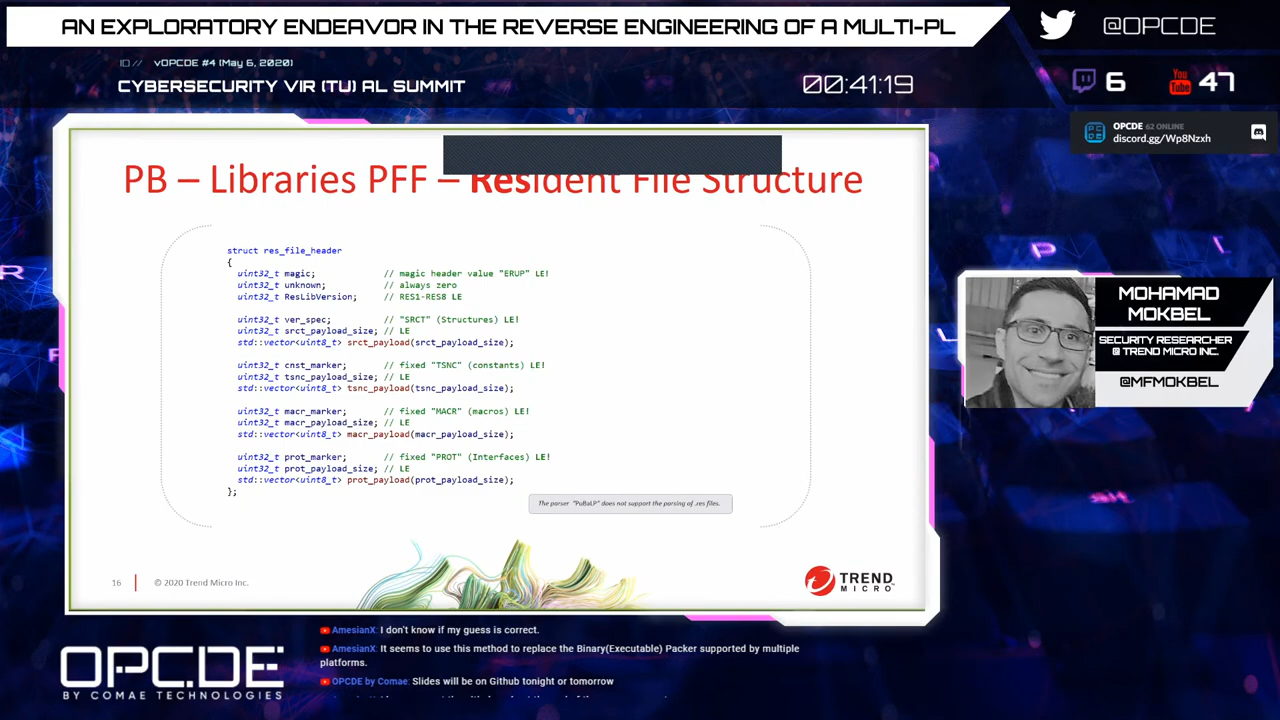 AN EXPLORATORY ENDEAVOR IN THE REVERSE ENGINEERING OF A MULTI-PL
@OPCDE
ID// vOPCDE #4 (May 6, 2020)
CYBERSECURITY VIR (TU) AL SUMMIT
00:41:19
6
You Tube 47
OPCDE 62 ONLINE
discord.gg/Wp8Nzxh
PB – Libraries PFF – Resident File Structure
struct res_file_header
{
uint32_t magic; // magic header value "ERUP" LE!
uint32_t unknown; // always zero
uint32_t ResLibVersion; // RES1-RES8 LE
uint32_t ver_spec; // "SRCT" (Structures) LE!
uint32_t srct_payload_size; // LE
std::vector<uint8_t> srct_payload(srct_payload_size);
uint32_t cnst_marker; // fixed "TSNC" (constants) LE!
uint32_t tsnc_payload_size; // LE
std::vector<uint8_t> tsnc_payload(tsnc_payload_size);
uint32_t macr_marker; // fixed "MACR" (macros) LE!
uint32_t macr_payload_size; // LE
std::vector<uint8_t> macr_payload(macr_payload_size);
uint32_t prot_marker; // fixed "PROT" (Interfaces) LE!
uint32_t prot_payload_size; // LE
std::vector<uint8_t> prot_payload(prot_payload_size);
};
The parser "PuBaLP" does not support the parsing of .res files.
16
© 2020 Trend Micro Inc.
TREND
MICRO
MOHAMAD
MOKBEL
SECURITY RESEARCHER
@ TREND MICRO INC.
@MFMOKBEL
OPCDE
BY COMAE TECHNOLOGIES
AmesianX: I don't know if my guess is correct.
AmesianX: It seems to use this method to replace the Binary(Executable) Packer supported by multiple
platforms.
OPCDE by Comae: Slides will be on Github tonight or tomorrow